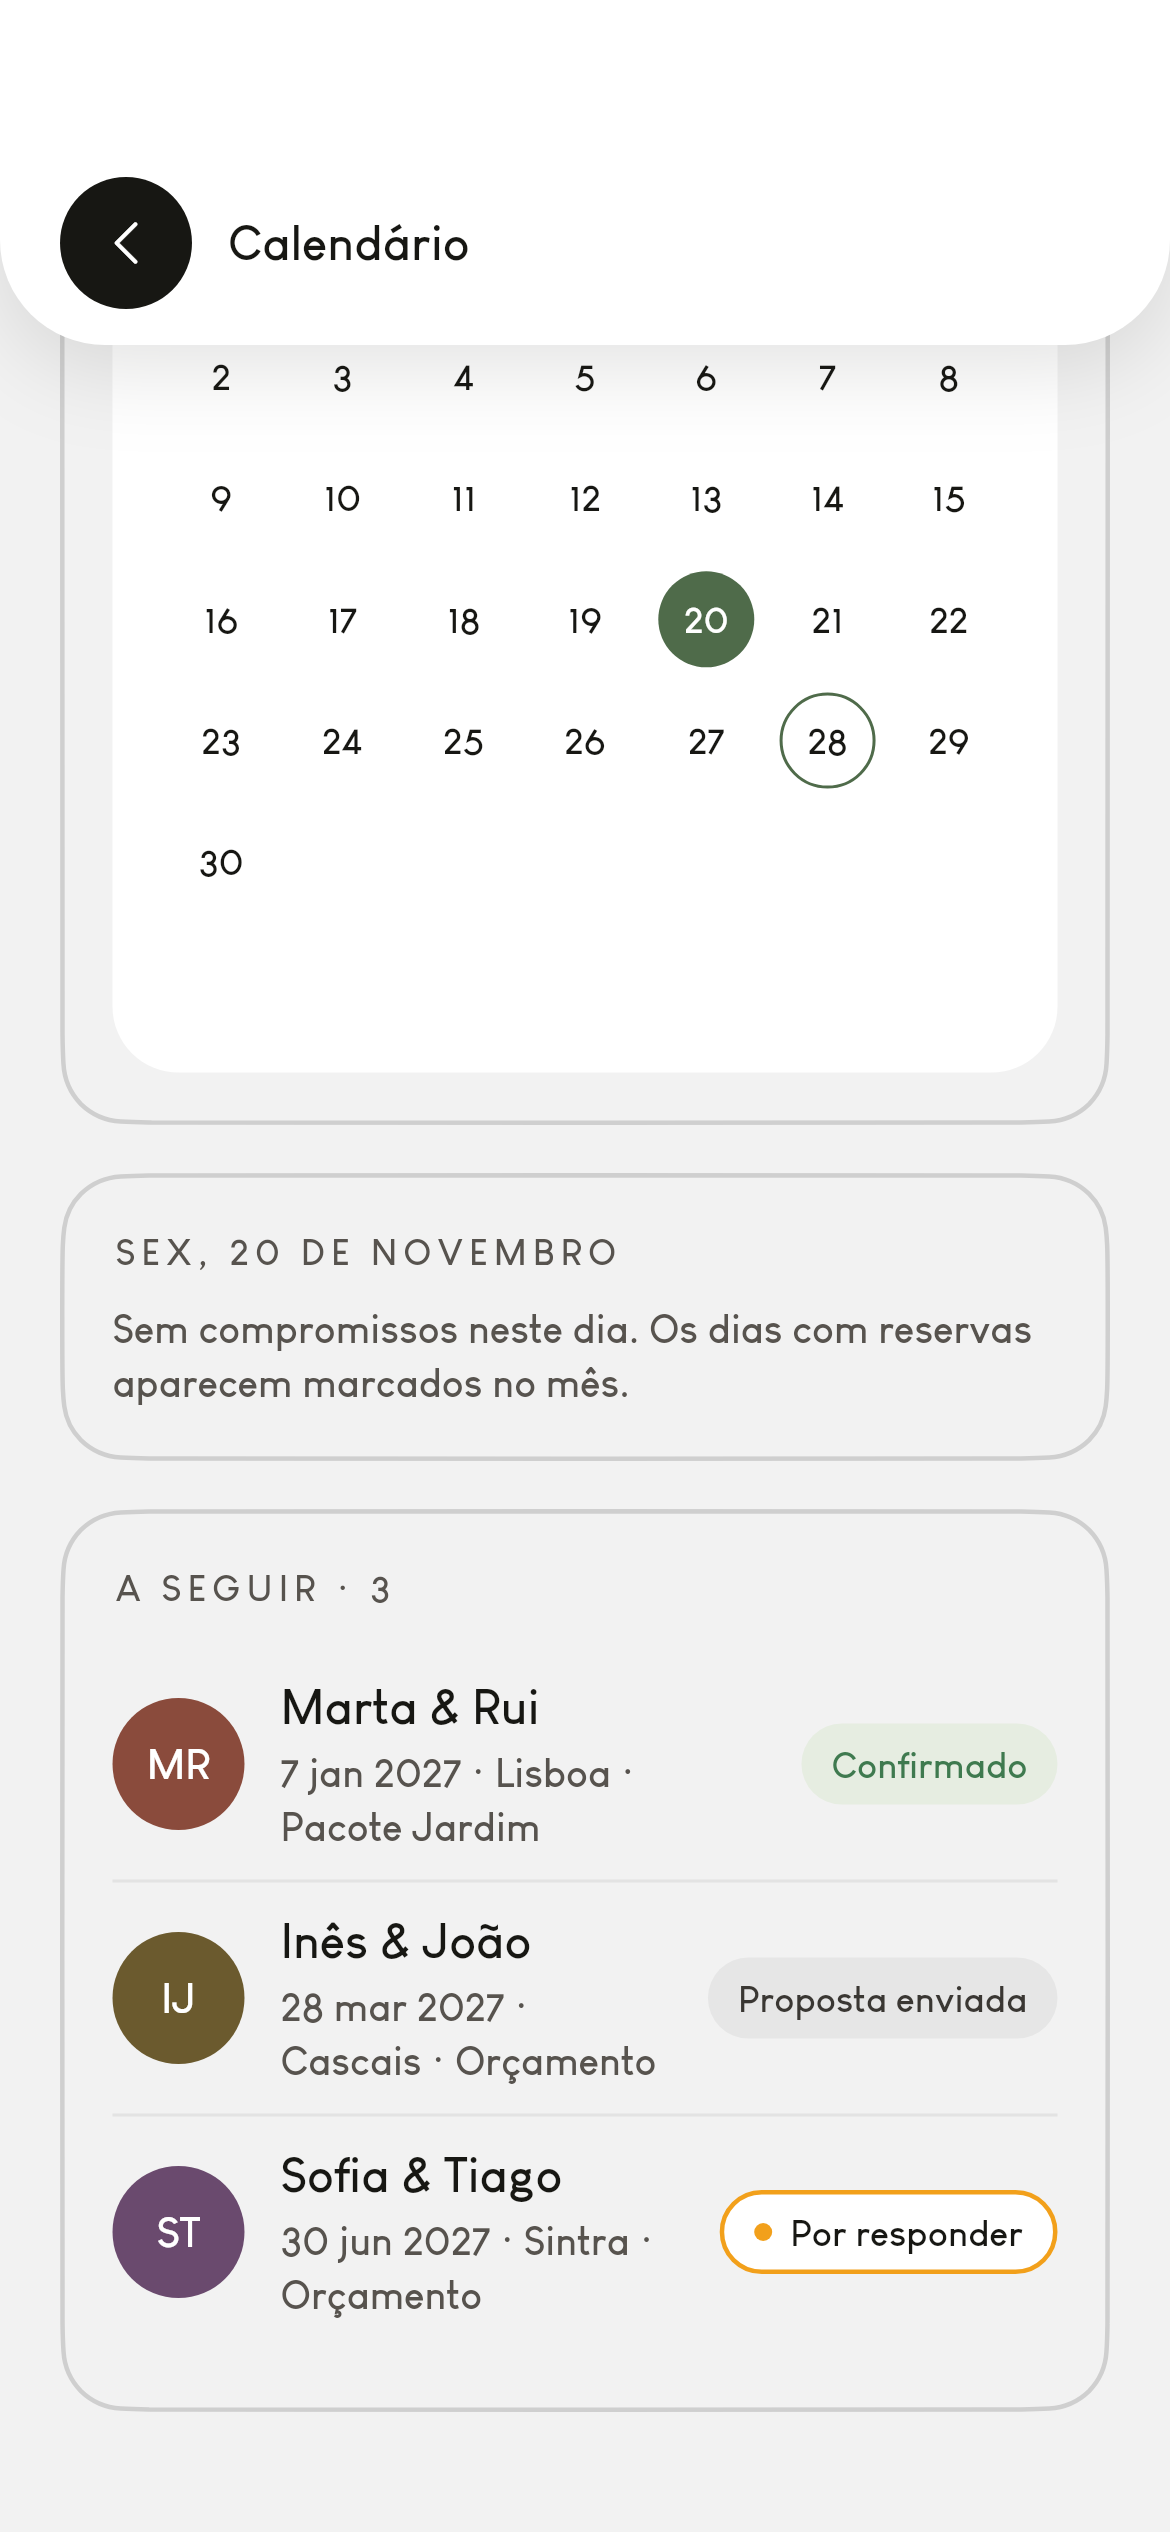 Calendário
2 3 4 5 6 7 8
9 10 11 12 13 14 15
16 17 18 19 20 21 22
23 24 25 26 27 28 29
30
SEX, 20 DE NOVEMBRO
Sem compromissos neste dia. Os dias com reservas
aparecem marcados no mês.
A SEGUIR · 3
MR
Marta & Rui
7 jan 2027 · Lisboa ·
Pacote Jardim
Confirmado
IJ
Inês & João
28 mar 2027 ·
Cascais · Orçamento
Proposta enviada
ST
Sofia & Tiago
30 jun 2027 · Sintra ·
Orçamento
Por responder